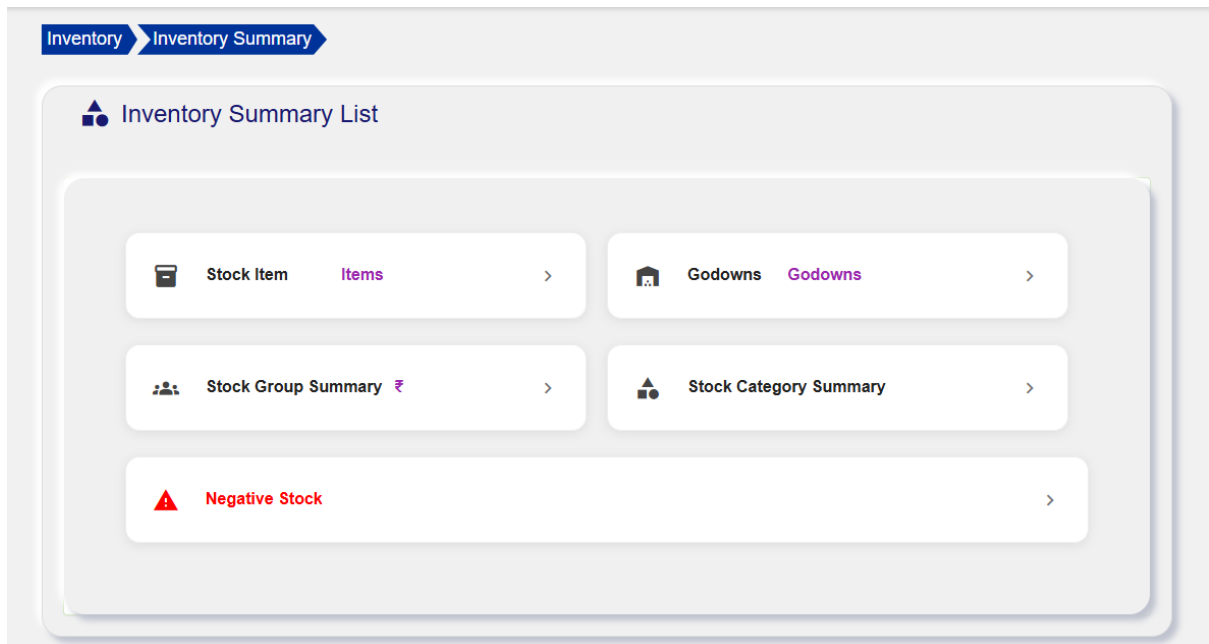 Inventory Inventory Summary
Inventory Summary List
Stock Item Items
Godowns Godowns
Stock Group Summary ₹
Stock Category Summary
Negative Stock